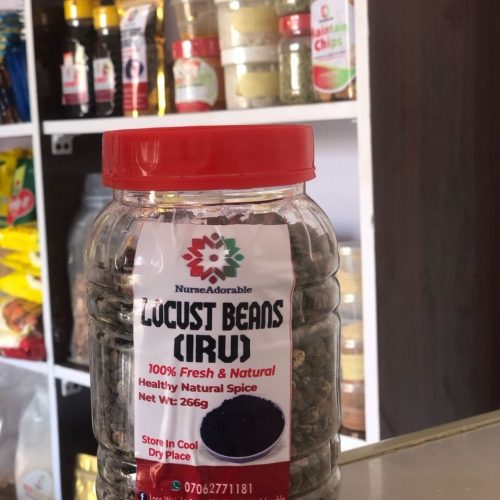 NurseAdorable
LOCUST BEANS
(IRU)
100% Fresh & Natural
Healthy Natural Spice
Net Wt: 266g
Store In Cool
Dry Place
07062771181
Chips